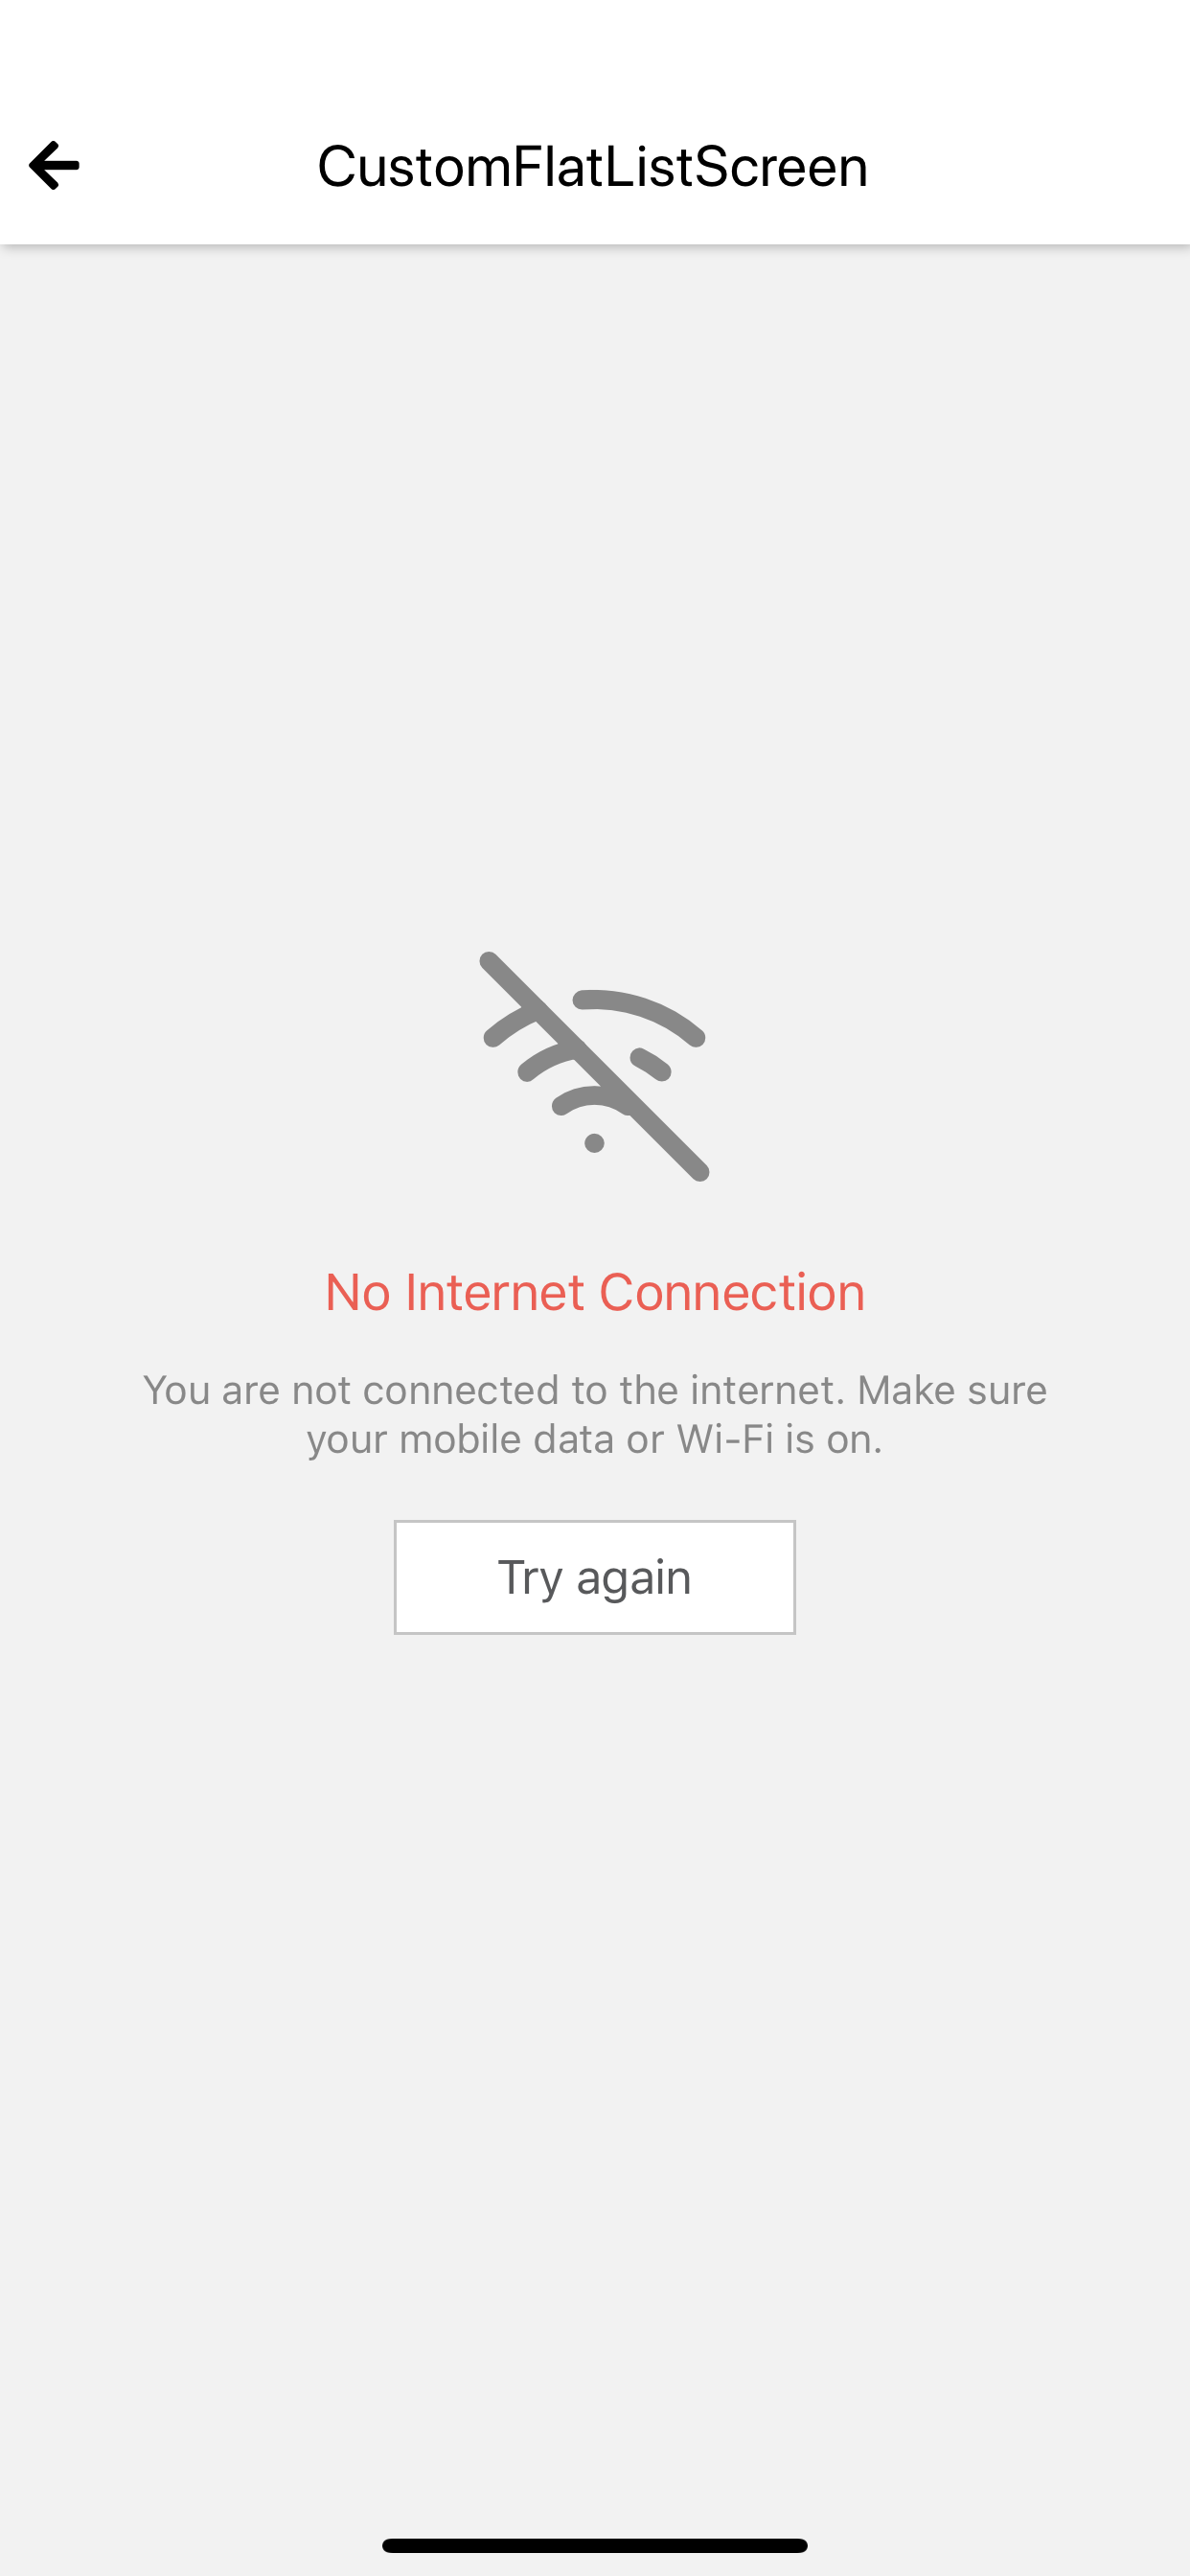 CustomFlatListScreen
No Internet Connection
You are not connected to the internet. Make sure
your mobile data or Wi-Fi is on.
Try again